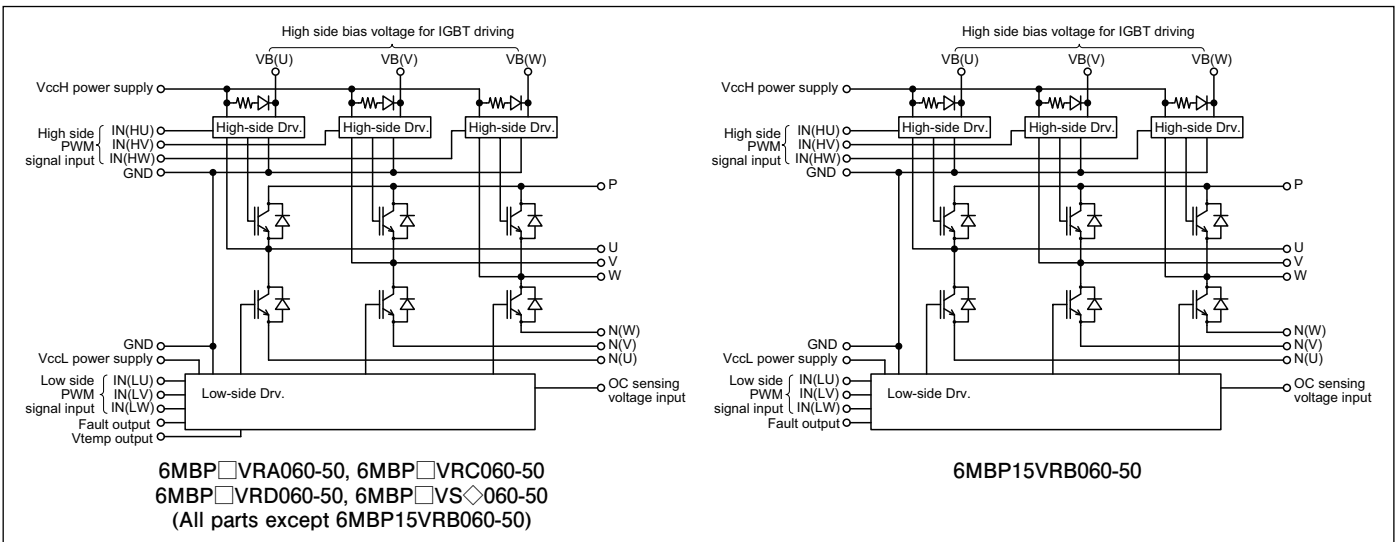 High side bias voltage for IGBT driving
VB(U)
VB(V)
VB(W)
VccH power supply
High-side Drv.
High-side Drv.
High-side Drv.
High side
PWM
signal input
IN(HU)
IN(HV)
IN(HW)
GND
P
U
V
W
N(W)
N(V)
N(U)
GND
VccL power supply
Low side
PWM
signal input
IN(LU)
IN(LV)
IN(LW)
Low-side Drv.
OC sensing
voltage input
Fault output
Vtemp output
6MBP□VRA060-50, 6MBP□VRC060-50
6MBP□VRD060-50, 6MBP□VS◇060-50
(All parts except 6MBP15VRB060-50)
High side bias voltage for IGBT driving
VB(U)
VB(V)
VB(W)
VccH power supply
High-side Drv.
High-side Drv.
High-side Drv.
High side
PWM
signal input
IN(HU)
IN(HV)
IN(HW)
GND
P
U
V
W
N(W)
N(V)
N(U)
GND
VccL power supply
Low side
PWM
signal input
IN(LU)
IN(LV)
IN(LW)
Low-side Drv.
OC sensing
voltage input
Fault output
6MBP15VRB060-50